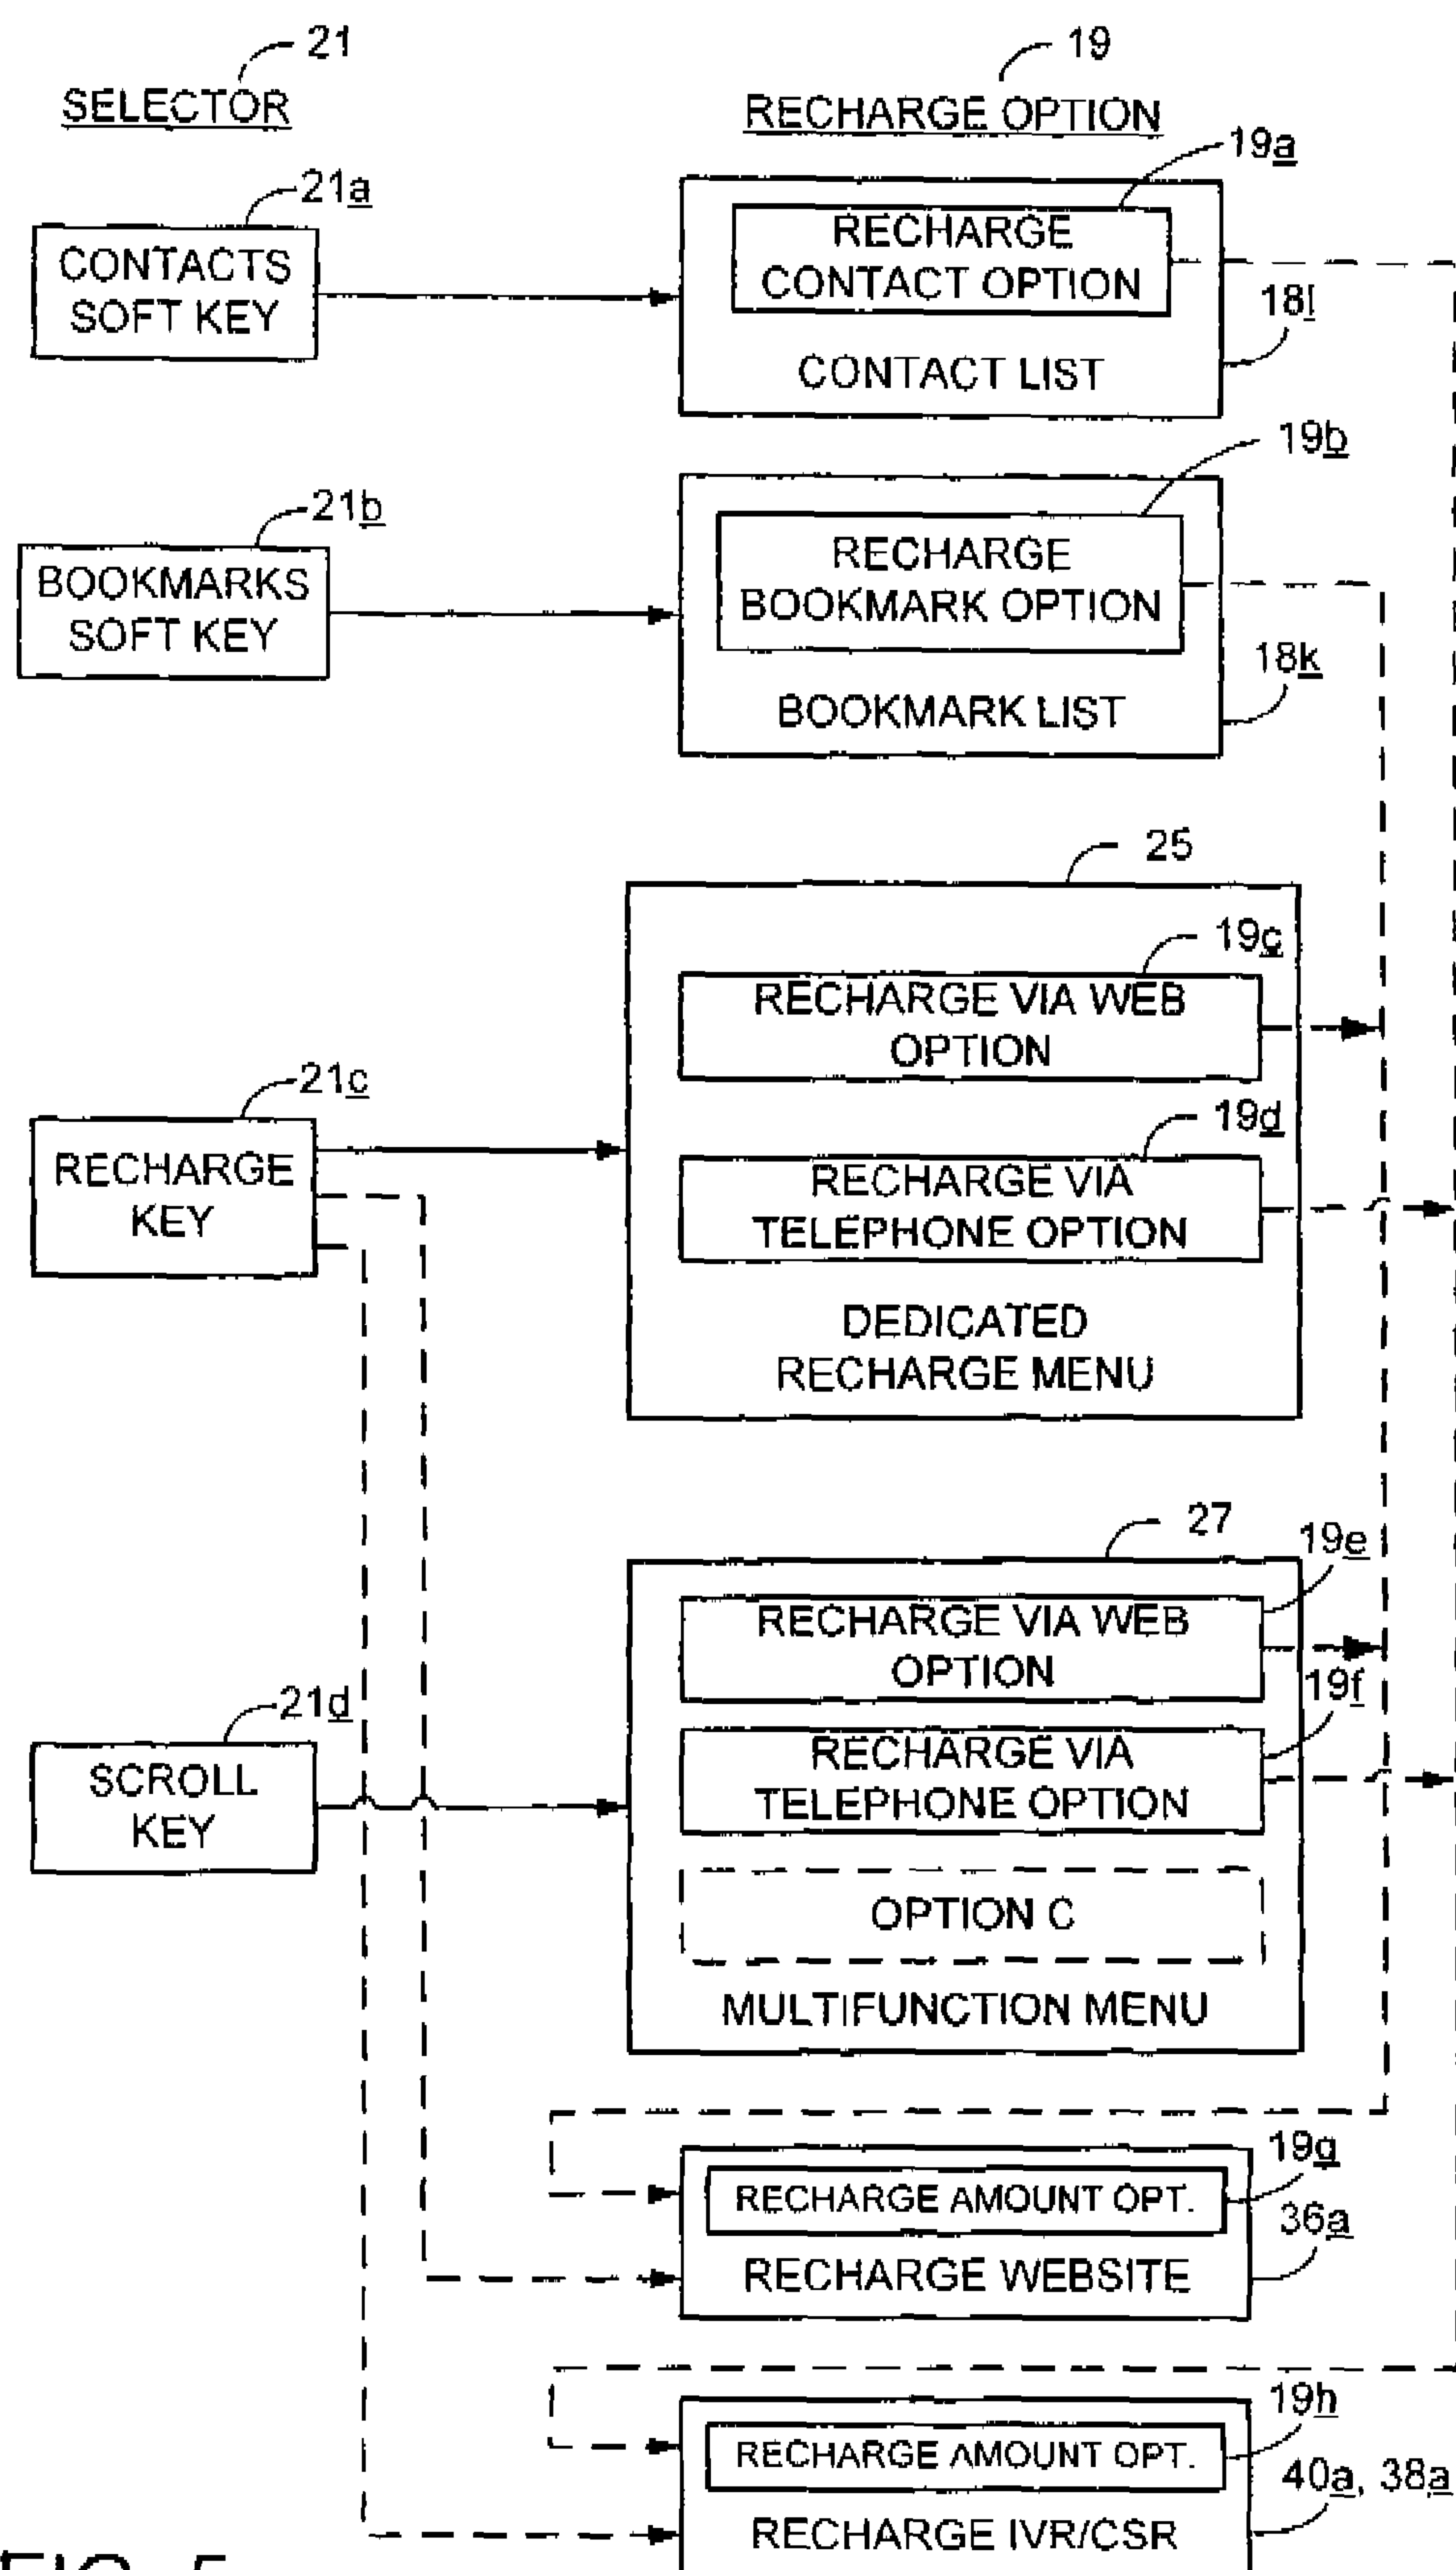 21
SELECTOR
19
RECHARGE OPTION
19a
21a
CONTACTS
SOFT KEY
RECHARGE
CONTACT OPTION
18l
CONTACT LIST
19b
21b
BOOKMARKS
SOFT KEY
RECHARGE
BOOKMARK OPTION
18k
BOOKMARK LIST
25
19c
RECHARGE VIA WEB
OPTION
21c
RECHARGE
KEY
19d
RECHARGE VIA
TELEPHONE OPTION
DEDICATED
RECHARGE MENU
27
19e
RECHARGE VIA WEB
OPTION
21d
SCROLL
KEY
19f
RECHARGE VIA
TELEPHONE OPTION
OPTION C
MULTIFUNCTION MENU
19g
RECHARGE AMOUNT OPT.
36a
RECHARGE WEBSITE
19h
RECHARGE AMOUNT OPT.
40a, 38a
RECHARGE IVR/CSR
FIG. 5